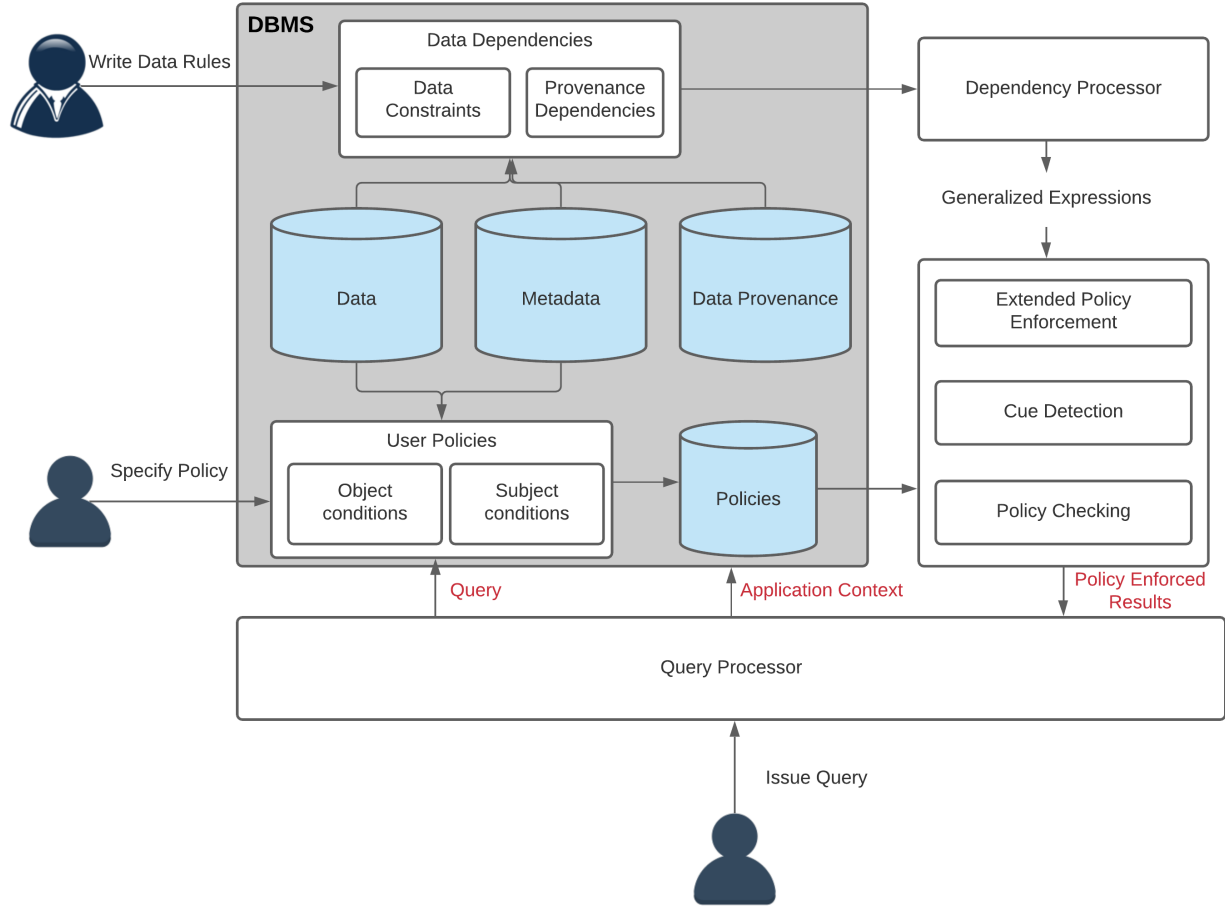 DBMS
Write Data Rules
Data Dependencies
Data
Constraints
Provenance
Dependencies
Dependency Processor
Generalized Expressions
Data
Metadata
Data Provenance
Extended Policy
Enforcement
Cue Detection
Policy Checking
Specify Policy
User Policies
Object
conditions
Subject
conditions
Policies
Query
Application Context
Policy Enforced
Results
Query Processor
Issue Query